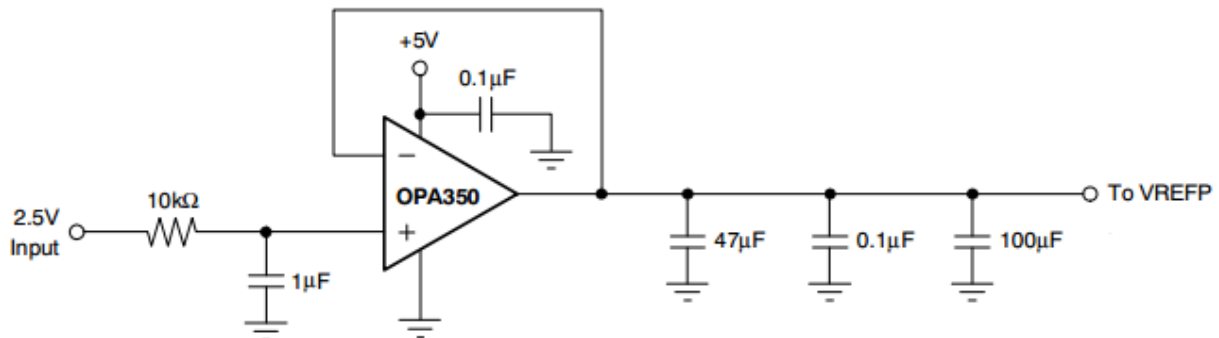 +5V
0.1μF
−
OPA350
+
10kΩ
2.5V
Input
1μF
47μF
0.1μF
100μF
To VREFP